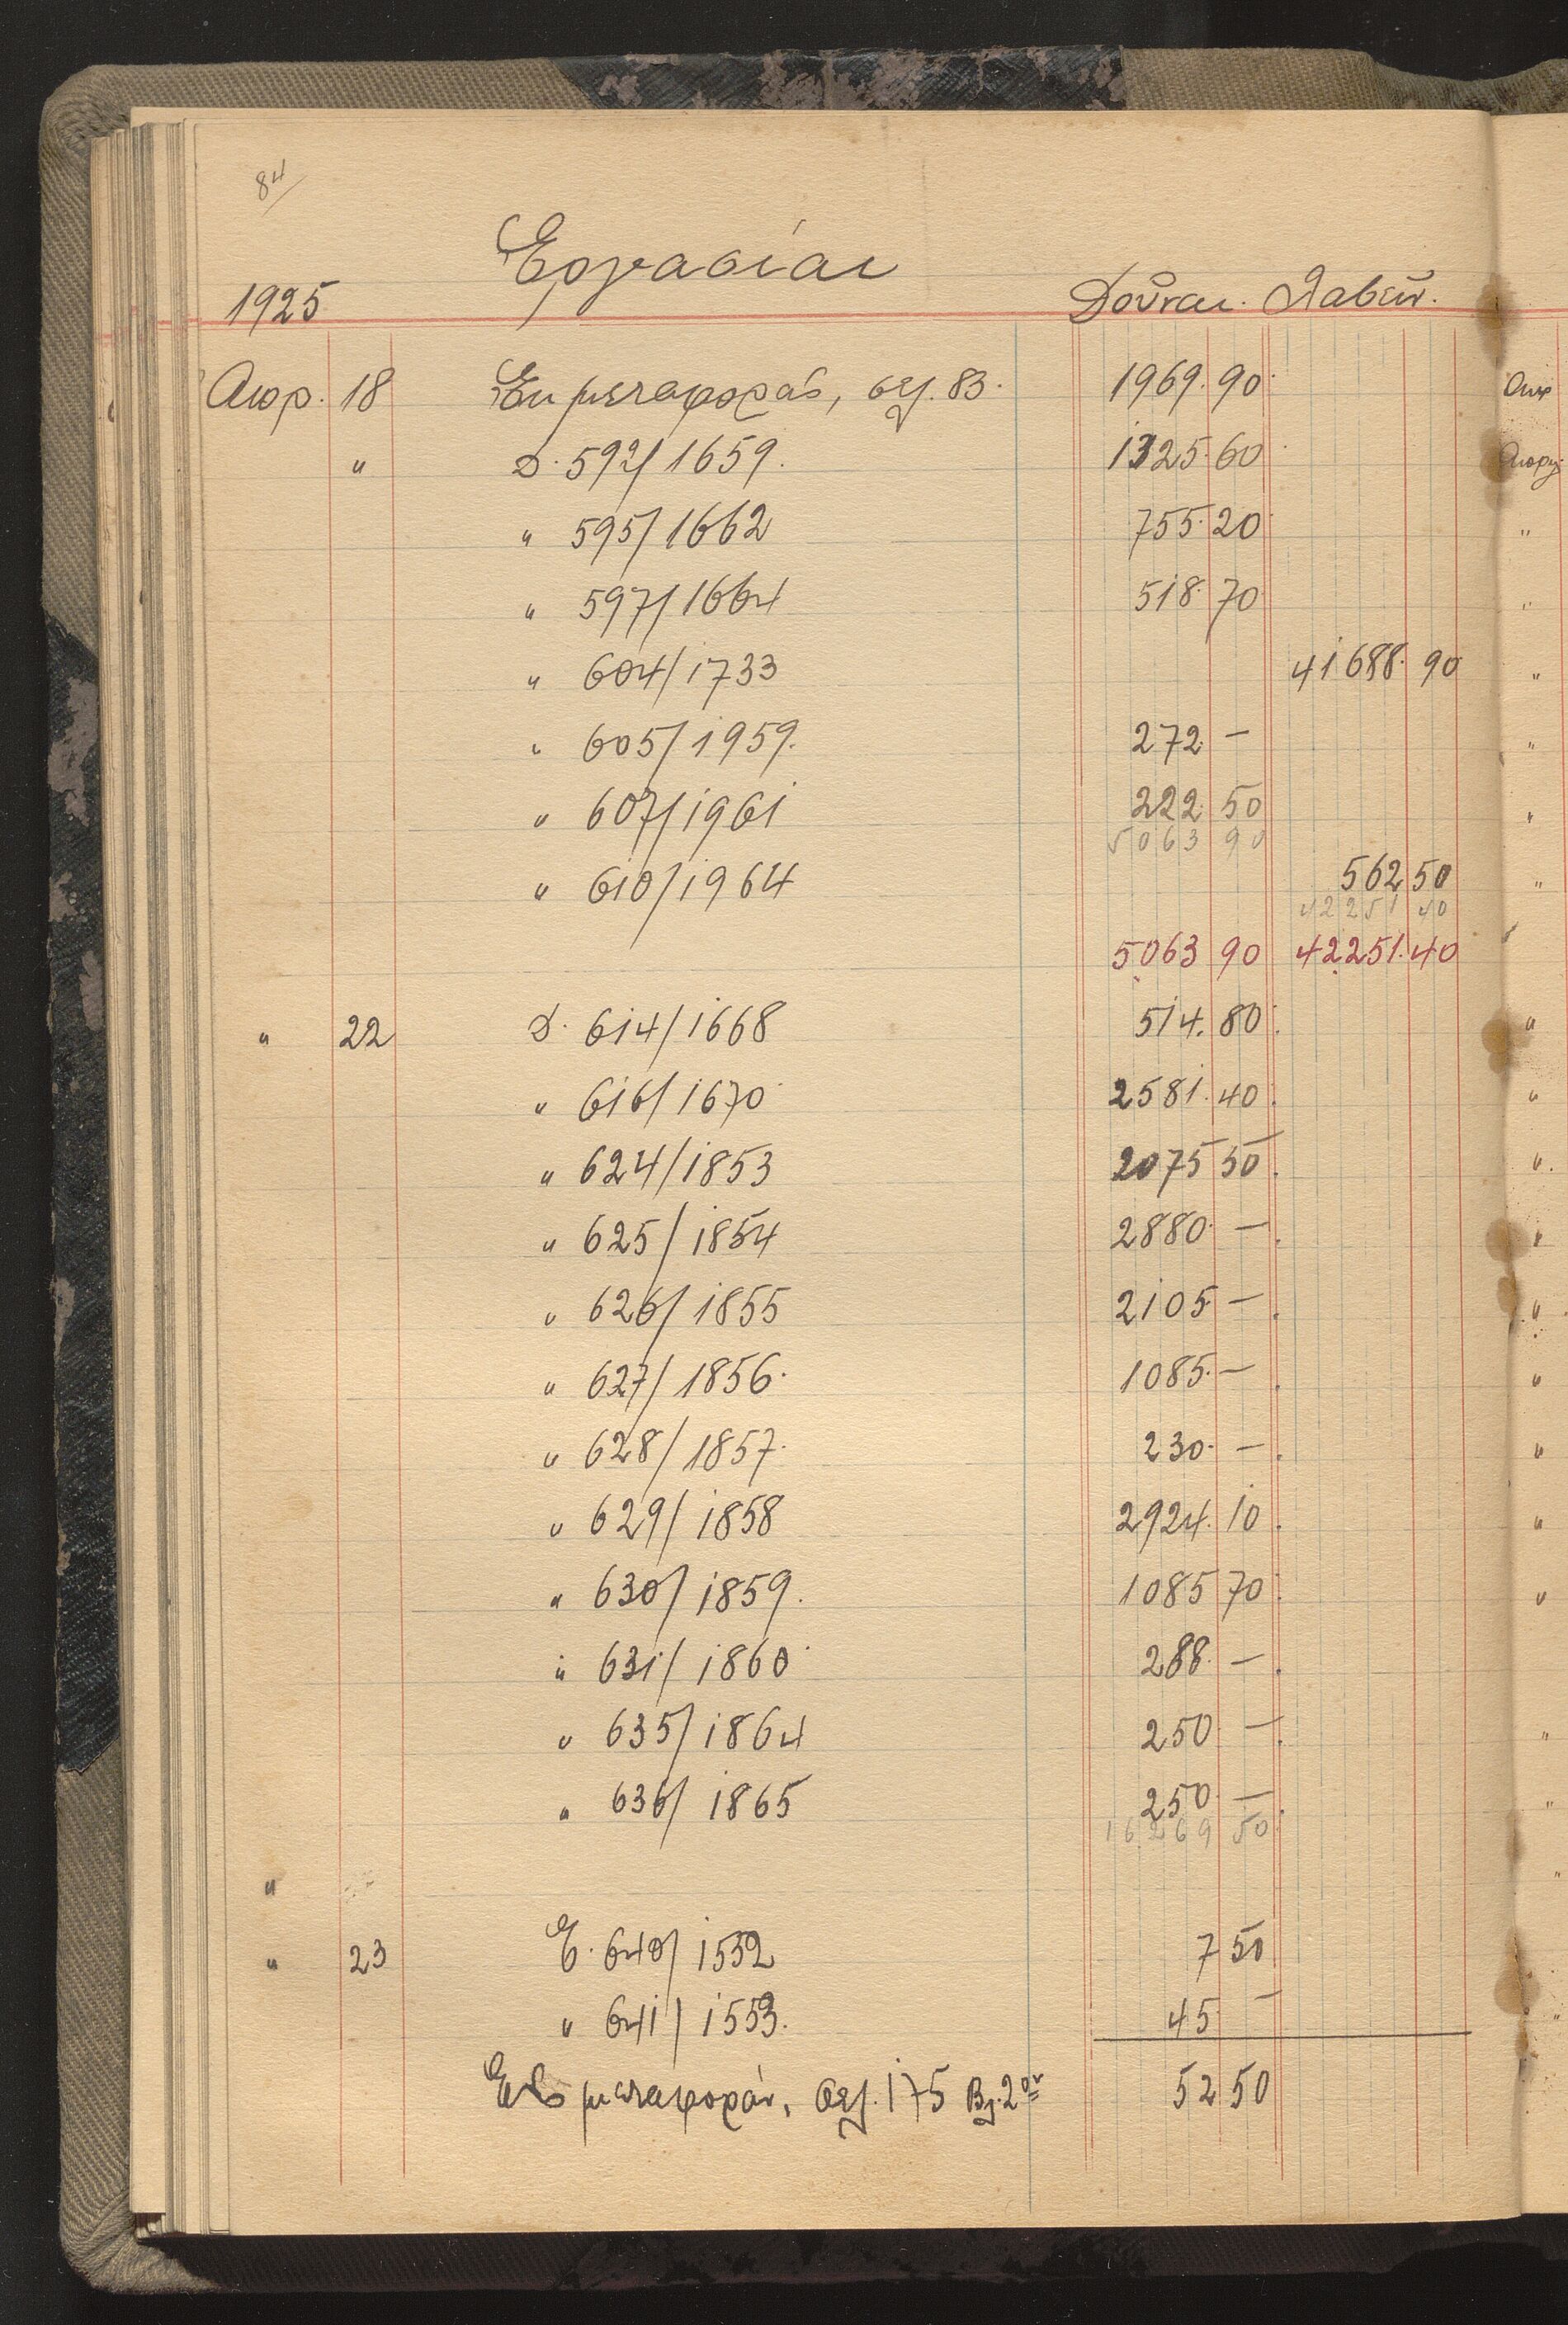 84/
Εργασίαι
1925 Δοῦναι. Λαβεῖν.
Απρ. 18 Εκ μεταφοράς, σελ. 83. 1969.90
" Δ. 592/1659. 1325.60
" 595/1662 755.20
" 597/1664 518.70
" 604/1733 41688.90
" 605/1959. 272.—
" 607/1961 222.50
5063 90
" 610/1964 562 50
42251 40
5063 90 42251.40
" 22 Δ. 614/1668 514.80
" 616/1670 2581.40
" 624/1853 2075 50
" 625/1854 2880.—
" 626/1855 2105 —
" 627/1856. 1085.—
" 628/1857. 230.—
" 629/1858 2924.10
" 630/1859. 1085 70
" 631/1860 288.—
" 635/1864 250.—
" 636/1865 250.—
16269 50
"
" 23 Ε. 640/1552 7 50
" 641/1553. 45 —
Εις μεταφοράν, σελ. 175 Βλ. 2ον 52 50